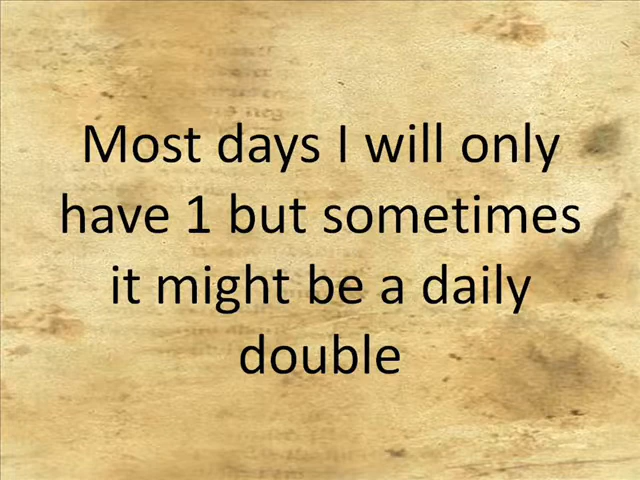 Most days I will only
have 1 but sometimes
it might be a daily
double